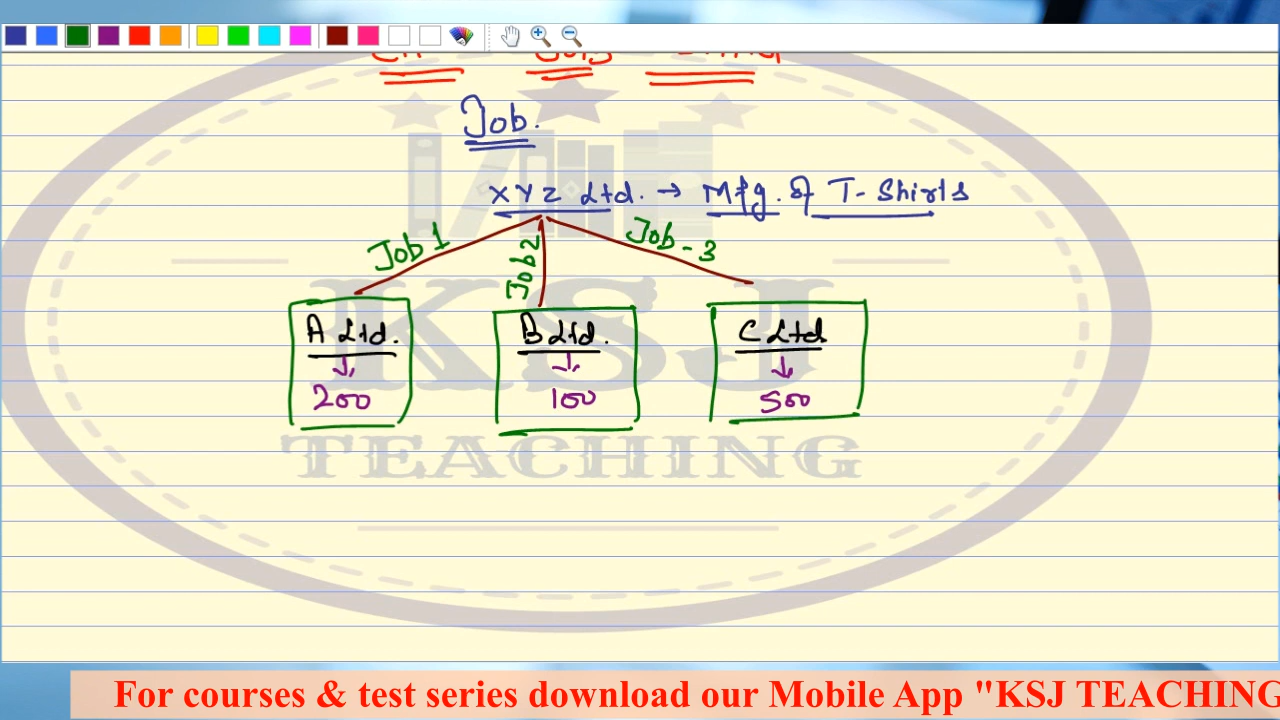 Job.
XYZ Ltd. → Mfg. of T-Shirts
Job 1 Job 2 Job-3
A Ltd. B Ltd. C Ltd
↓ ↓ ↓
200 100 500
KSJ
TEACHING
For courses & test series download our Mobile App "KSJ TEACHING